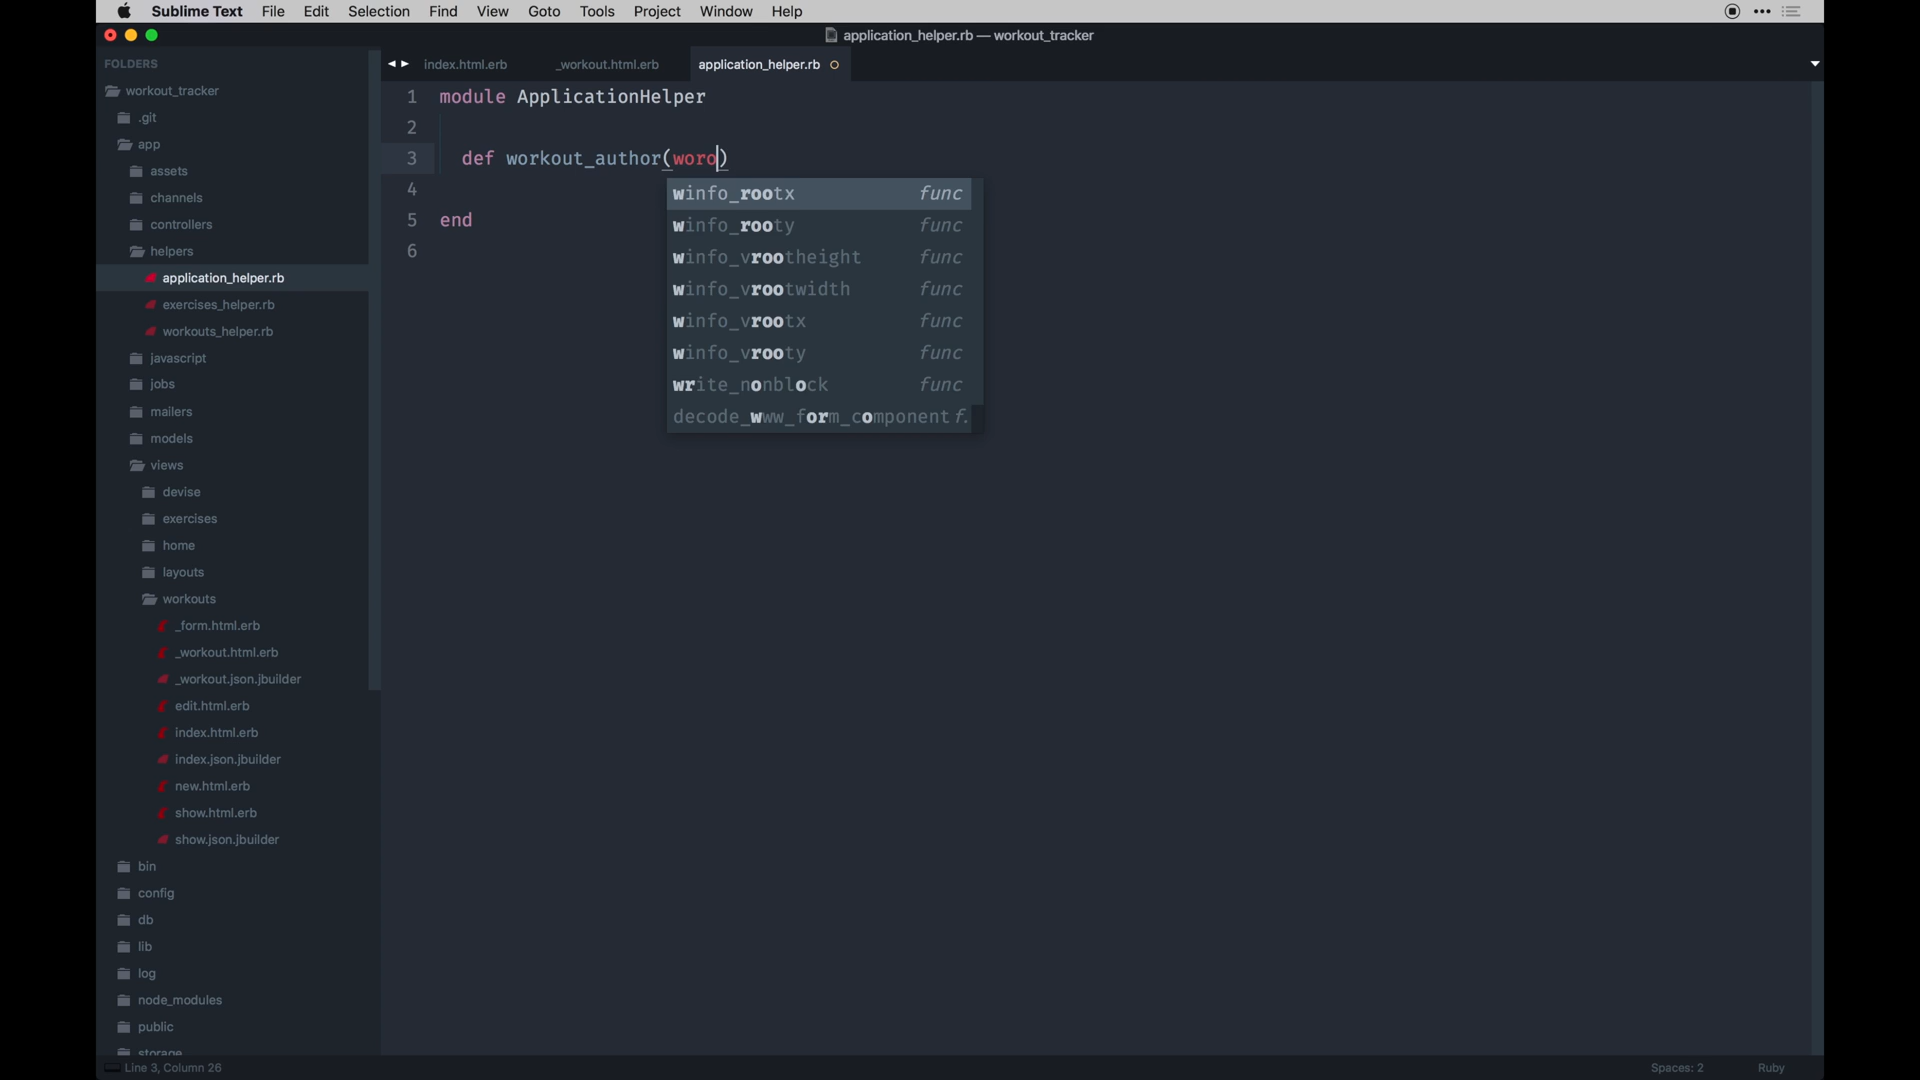 Sublime Text File Edit Selection Find View Goto Tools Project Window Help
application_helper.rb — workout_tracker
FOLDERS
workout_tracker
.git
app
assets
channels
controllers
helpers
application_helper.rb
exercises_helper.rb
workouts_helper.rb
javascript
jobs
mailers
models
views
devise
exercises
home
layouts
workouts
_form.html.erb
_workout.html.erb
_workout.json.jbuilder
edit.html.erb
index.html.erb
index.json.jbuilder
new.html.erb
show.html.erb
show.json.jbuilder
bin
config
db
lib
log
node_modules
public
storage
index.html.erb _workout.html.erb application_helper.rb
1 module ApplicationHelper
2
3 def workout_author(woro)
4
5 end
6
winfo_rootx func
winfo_rooty func
winfo_vrootheight func
winfo_vrootwidth func
winfo_vrootx func
winfo_vrooty func
write_nonblock func
decode_www_form_component f.
Line 3, Column 26 Spaces: 2 Ruby